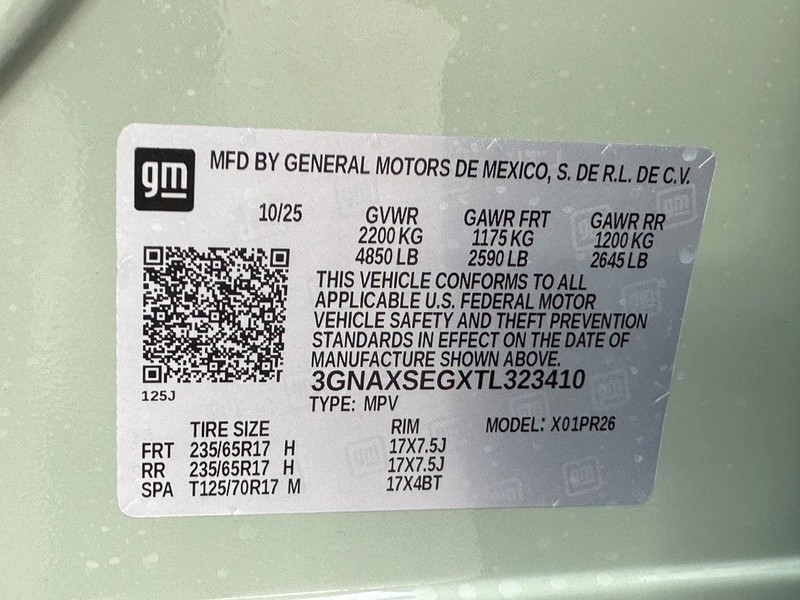 gm MFD BY GENERAL MOTORS DE MEXICO, S. DE R.L. DE C.V.
10/25 GVWR GAWR FRT GAWR RR
2200 KG 1175 KG 1200 KG
4850 LB 2590 LB 2645 LB
THIS VEHICLE CONFORMS TO ALL
APPLICABLE U.S. FEDERAL MOTOR
VEHICLE SAFETY AND THEFT PREVENTION
STANDARDS IN EFFECT ON THE DATE OF
MANUFACTURE SHOWN ABOVE.
3GNAXSEGXTL323410
125J
TYPE: MPV
TIRE SIZE RIM MODEL: X01PR26
FRT 235/65R17 H 17X7.5J
RR 235/65R17 H 17X7.5J
SPA T125/70R17 M 17X4BT